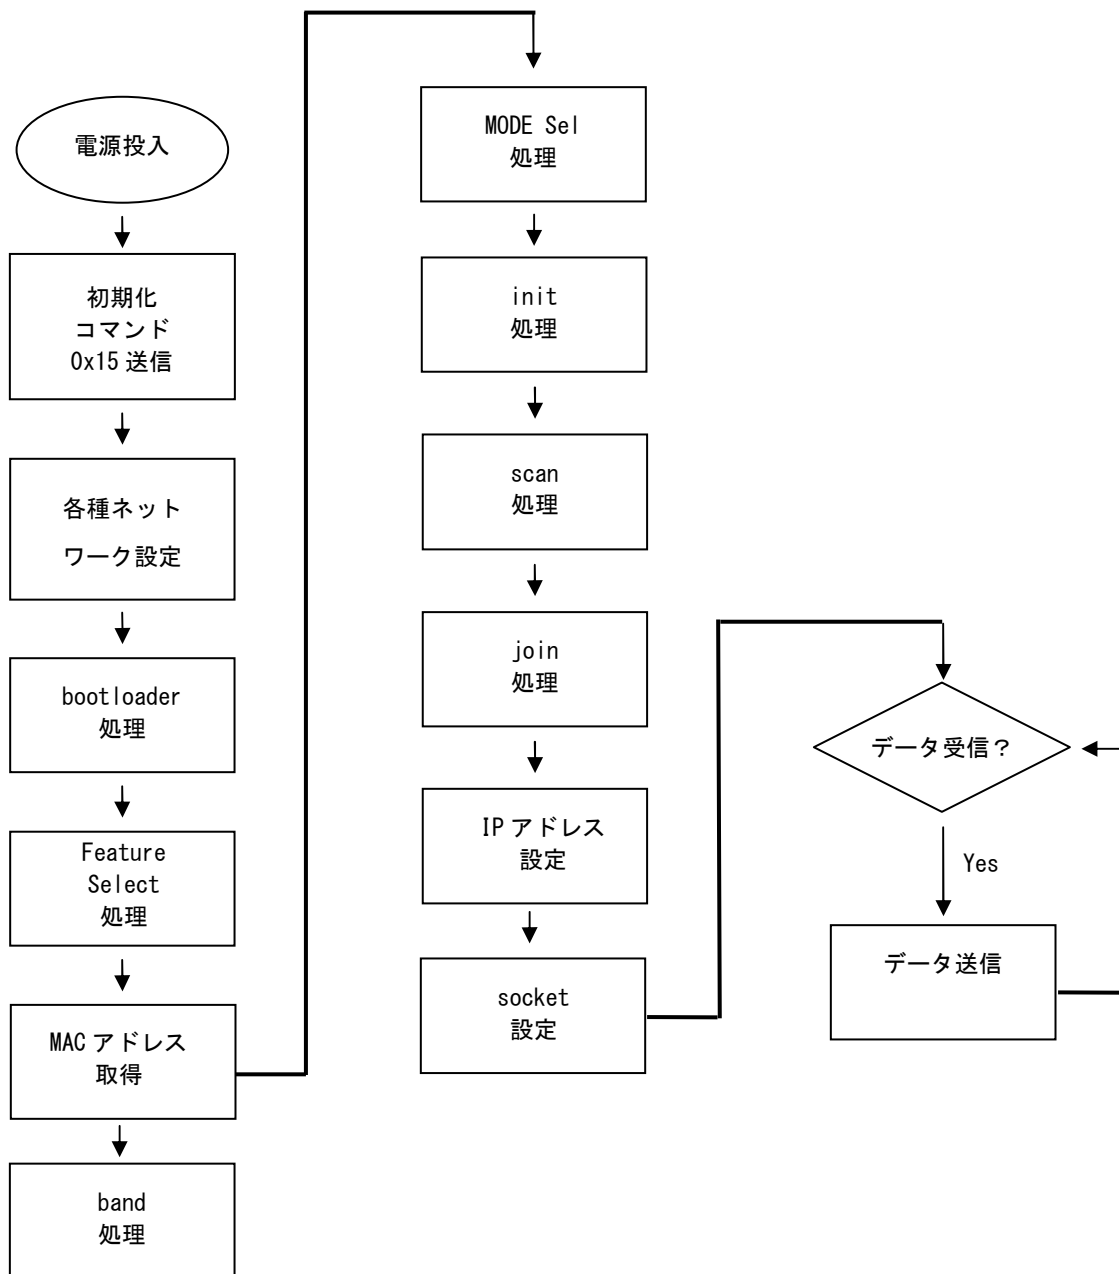 電源投入
初期化
コマンド
0x15 送信
各種ネット
ワーク設定
bootloader
処理
Feature
Select
処理
MAC アドレス
取得
band
処理
MODE Sel
処理
init
処理
scan
処理
join
処理
IP アドレス
設定
socket
設定
データ受信？
Yes
データ送信